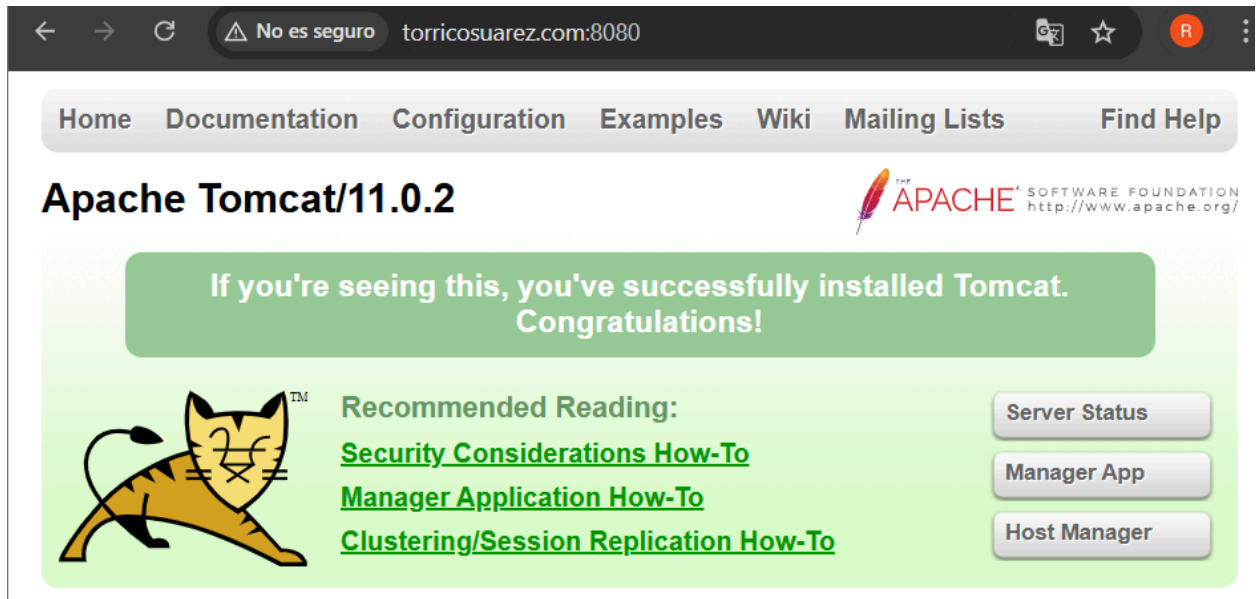 No es seguro torricosuarez.com:8080 R
Home Documentation Configuration Examples Wiki Mailing Lists Find Help
Apache Tomcat/11.0.2
THE
APACHE® SOFTWARE FOUNDATION
http://www.apache.org/
If you're seeing this, you've successfully installed Tomcat.
Congratulations!
TM
Recommended Reading:
Security Considerations How-To
Manager Application How-To
Clustering/Session Replication How-To
Server Status
Manager App
Host Manager